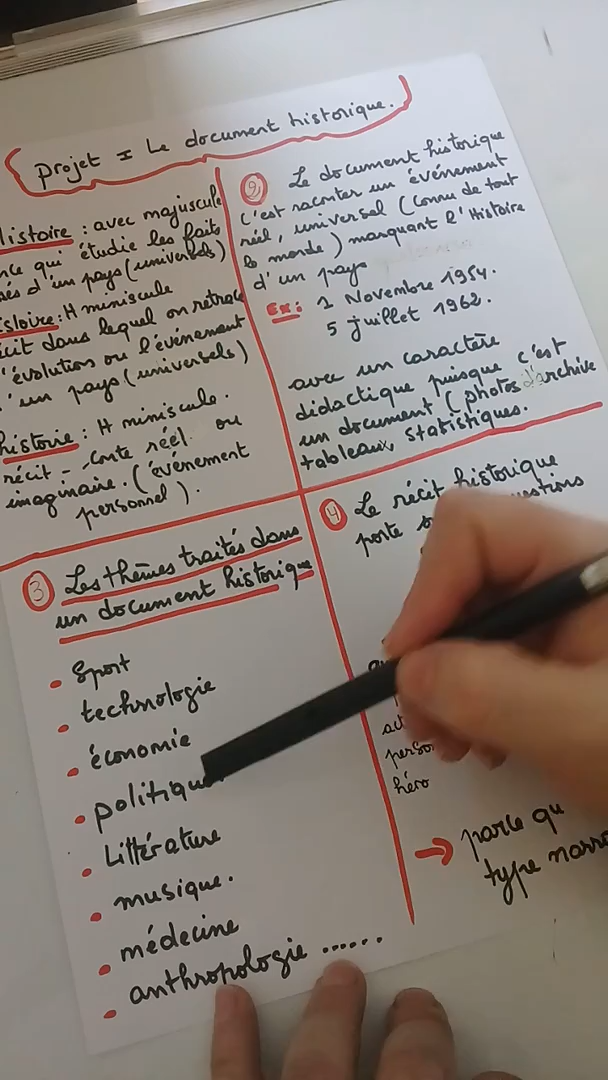 Projet I Le document historique.
Histoire : avec majuscule
qui étudie les faits
d'un pays (universels)
Histoire : H miniscule
dans lequel on retrace
l'évolution ou l'événement
d'un pays (universels)
histoire : H miniscule.
récit - conte réel ou
imaginaire. (événement
personnel).
2 Le document historique
c'est raconter un événement
réel, universel (connu de tout
le monde) marquant l'Histoire
d'un pays
Ex: 1 Novembre 1954.
5 juillet 1962.
avec un caractère
didactique puisque c'est
un document (photos d'archive
tableaux statistiques.
3 Les thèmes traités dans
un document historique
• Sport
• technologie
• économie
• politique
• Littérature
• musique.
• médecine
• anthropologie ......
4 Le récit historique
porte
héro
→ parce qu
type